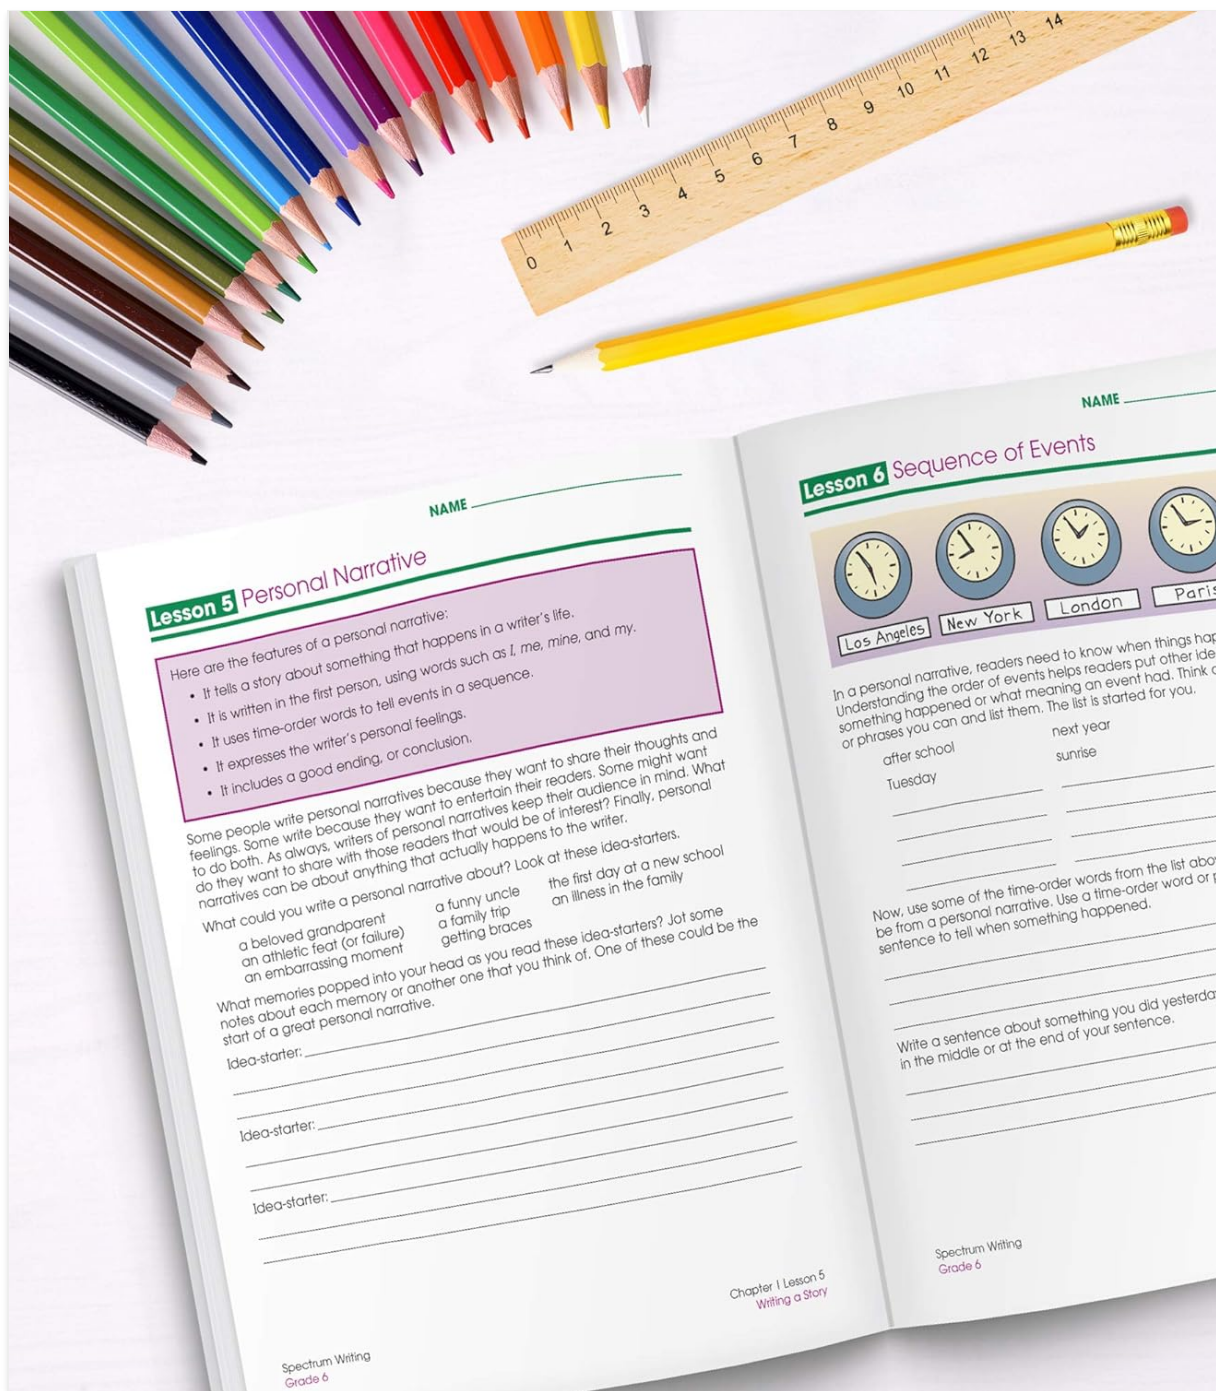 0 1 2 3 4 5 6 7 8 9 10 11 12 13 14
NAME
Lesson 5 Personal Narrative
Here are the features of a personal narrative:
• It tells a story about something that happens in a writer's life.
• It is written in the first person, using words such as I, me, mine, and my.
• It uses time-order words to tell events in a sequence.
• It expresses the writer's personal feelings.
• It includes a good ending, or conclusion.
Some people write personal narratives because they want to share their thoughts and
feelings. Some write because they want to entertain their readers. Some might want
to do both. As always, writers of personal narratives keep their audience in mind. What
do they want to share with those readers that would be of interest? Finally, personal
narratives can be about anything that actually happens to the writer.
What could you write a personal narrative about? Look at these idea-starters.
a beloved grandparent a funny uncle the first day at a new school
an athletic feat (or failure) a family trip an illness in the family
an embarrassing moment getting braces
What memories popped into your head as you read these idea-starters? Jot some
notes about each memory or another one that you think of. One of these could be the
start of a great personal narrative.
Idea-starter:
Idea-starter:
Idea-starter:
Chapter 1 Lesson 5
Writing a Story
Spectrum Writing
Grade 6
NAME
Lesson 6 Sequence of Events
Los Angeles New York London Paris
In a personal narrative, readers need to know when things hap
Understanding the order of events helps readers put other ide
something happened or what meaning an event had. Think o
or phrases you can and list them. The list is started for you.
after school next year
Tuesday sunrise
Now, use some of the time-order words from the list abo
be from a personal narrative. Use a time-order word or p
sentence to tell when something happened.
Write a sentence about something you did yesterda
in the middle or at the end of your sentence.
Spectrum Writing
Grade 6